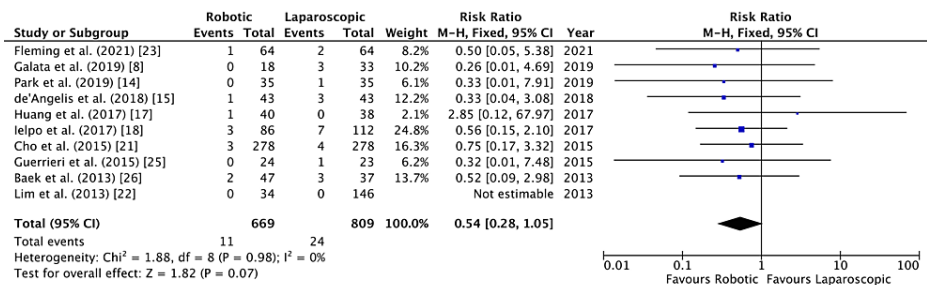 Robotic Laparoscopic Risk Ratio Risk Ratio
Study or Subgroup Events Total Events Total Weight M-H, Fixed, 95% CI Year M-H, Fixed, 95% CI
Fleming et al. (2021) [23] 1 64 2 64 8.2% 0.50 [0.05, 5.38] 2021
Galata et al. (2019) [8] 0 18 3 33 10.2% 0.26 [0.01, 4.69] 2019
Park et al. (2019) [14] 0 35 1 35 6.2% 0.33 [0.01, 7.91] 2019
de'Angelis et al. (2018) [15] 1 43 3 43 12.2% 0.33 [0.04, 3.08] 2018
Huang et al. (2017) [17] 1 40 0 38 2.1% 2.85 [0.12, 67.97] 2017
Ielpo et al. (2017) [18] 3 86 7 112 24.8% 0.56 [0.15, 2.10] 2017
Cho et al. (2015) [21] 3 278 4 278 16.3% 0.75 [0.17, 3.32] 2015
Guerrieri et al. (2015) [25] 0 24 1 23 6.2% 0.32 [0.01, 7.48] 2015
Baek et al. (2013) [26] 2 47 3 37 13.7% 0.52 [0.09, 2.98] 2013
Lim et al. (2013) [22] 0 34 0 146 Not estimable 2013
Total (95% CI) 669 809 100.0% 0.54 [0.28, 1.05]
Total events 11 24
Heterogeneity: Chi² = 1.88, df = 8 (P = 0.98); I² = 0%
Test for overall effect: Z = 1.82 (P = 0.07)
0.01 0.1 1 10 100
Favours Robotic Favours Laparoscopic